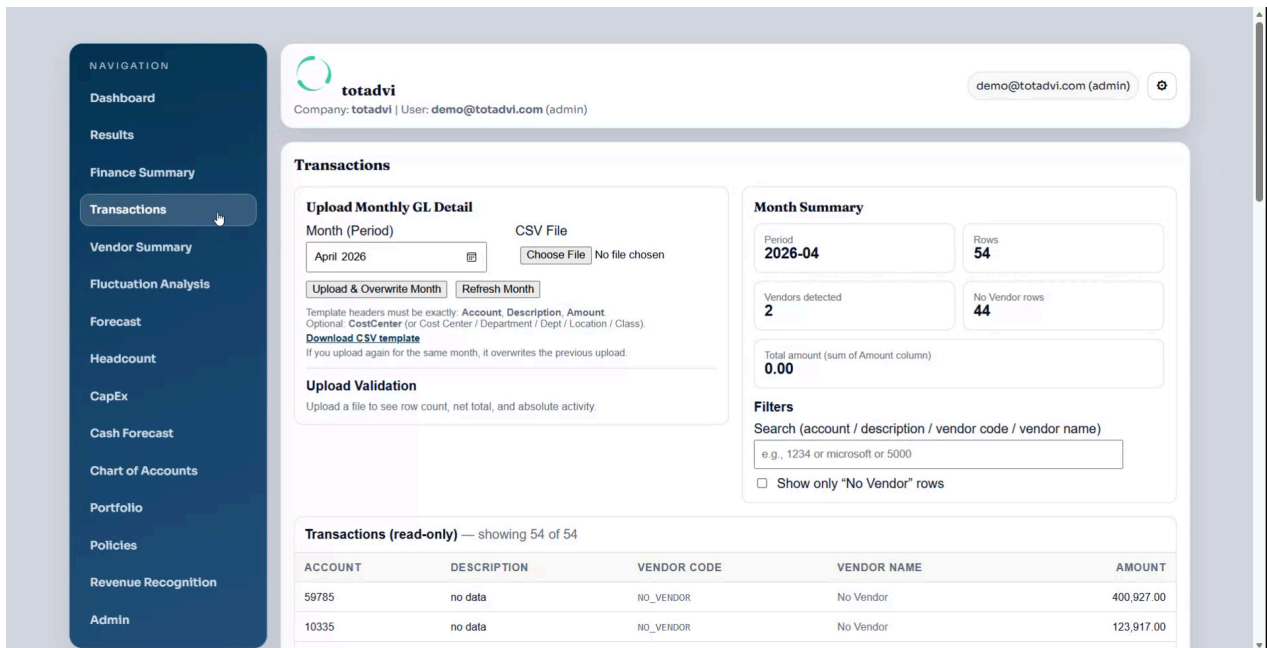 NAVIGATION
Dashboard
Results
Finance Summary
Transactions
Vendor Summary
Fluctuation Analysis
Forecast
Headcount
CapEx
Cash Forecast
Chart of Accounts
Portfolio
Policies
Revenue Recognition
Admin
totadvi
Company: totadvi | User: demo@totadvi.com (admin)
demo@totadvi.com (admin)
Transactions
Upload Monthly GL Detail
Month (Period)
CSV File
April 2026
Choose File No file chosen
Upload & Overwrite Month
Refresh Month
Template headers must be exactly: Account, Description, Amount.
Optional: CostCenter (or Cost Center / Department / Dept / Location / Class).
Download CSV template
If you upload again for the same month, it overwrites the previous upload.
Upload Validation
Upload a file to see row count, net total, and absolute activity.
Month Summary
Period
2026-04
Rows
54
Vendors detected
2
No Vendor rows
44
Total amount (sum of Amount column)
0.00
Filters
Search (account / description / vendor code / vendor name)
e.g., 1234 or microsoft or 5000
Show only “No Vendor” rows
Transactions (read-only) — showing 54 of 54
ACCOUNT DESCRIPTION VENDOR CODE VENDOR NAME AMOUNT
59785 no data NO_VENDOR No Vendor 400,927.00
10335 no data NO_VENDOR No Vendor 123,917.00